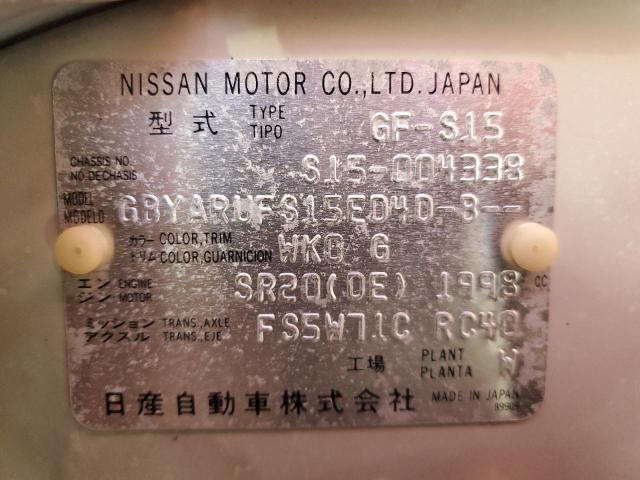 NISSAN MOTOR CO.,LTD. JAPAN
型式 TYPE TIPO GF-S15
CHASSIS NO. NO DECHASIS S15-004338
MODEL MODELO GBYARUFS15ED4D-B--
カラー COLOR,TRIM
トリム COLOR,GUARNICION WK0 G
エンジン ENGINE MOTOR SR20(DE) 1998 CC
ミッション TRANS.,AXLE
アクスル TRANS.,EJE FS5W71C RC40
工場 PLANT PLANTA W
日産自動車株式会社 MADE IN JAPAN